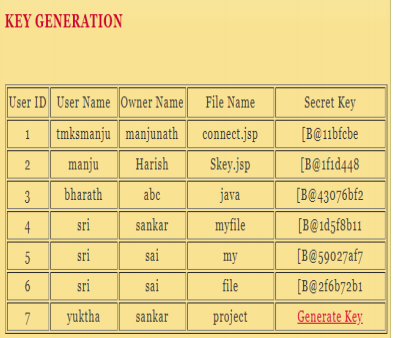 KEY GENERATION
User ID User Name Owner Name File Name Secret Key
1 tmksmanju manjunath connect.jsp [B@11bfcbe
2 manju Harish Skey.jsp [B@1f1d448
3 bharath abc java [B@43076bf2
4 sri sankar myfile [B@1d5f8b11
5 sri sai my [B@59027af7
6 sri sai file [B@2f6b72b1
7 yuktha sankar project Generate Key